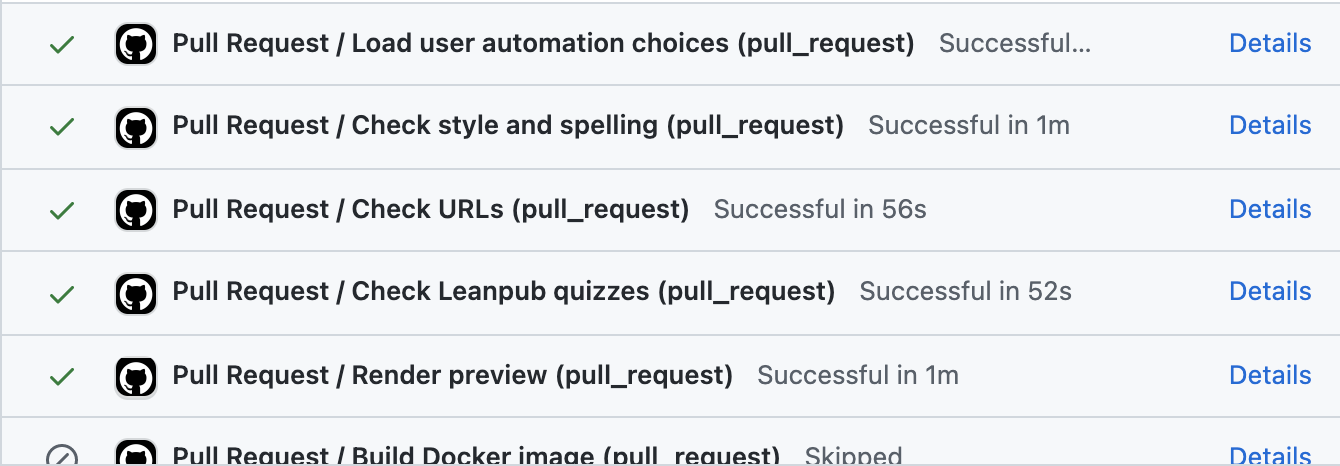 Pull Request / Load user automation choices (pull_request) Successful... Details
Pull Request / Check style and spelling (pull_request) Successful in 1m Details
Pull Request / Check URLs (pull_request) Successful in 56s Details
Pull Request / Check Leanpub quizzes (pull_request) Successful in 52s Details
Pull Request / Render preview (pull_request) Successful in 1m Details
Pull Request / Build Docker image (pull_request) Skipped Details